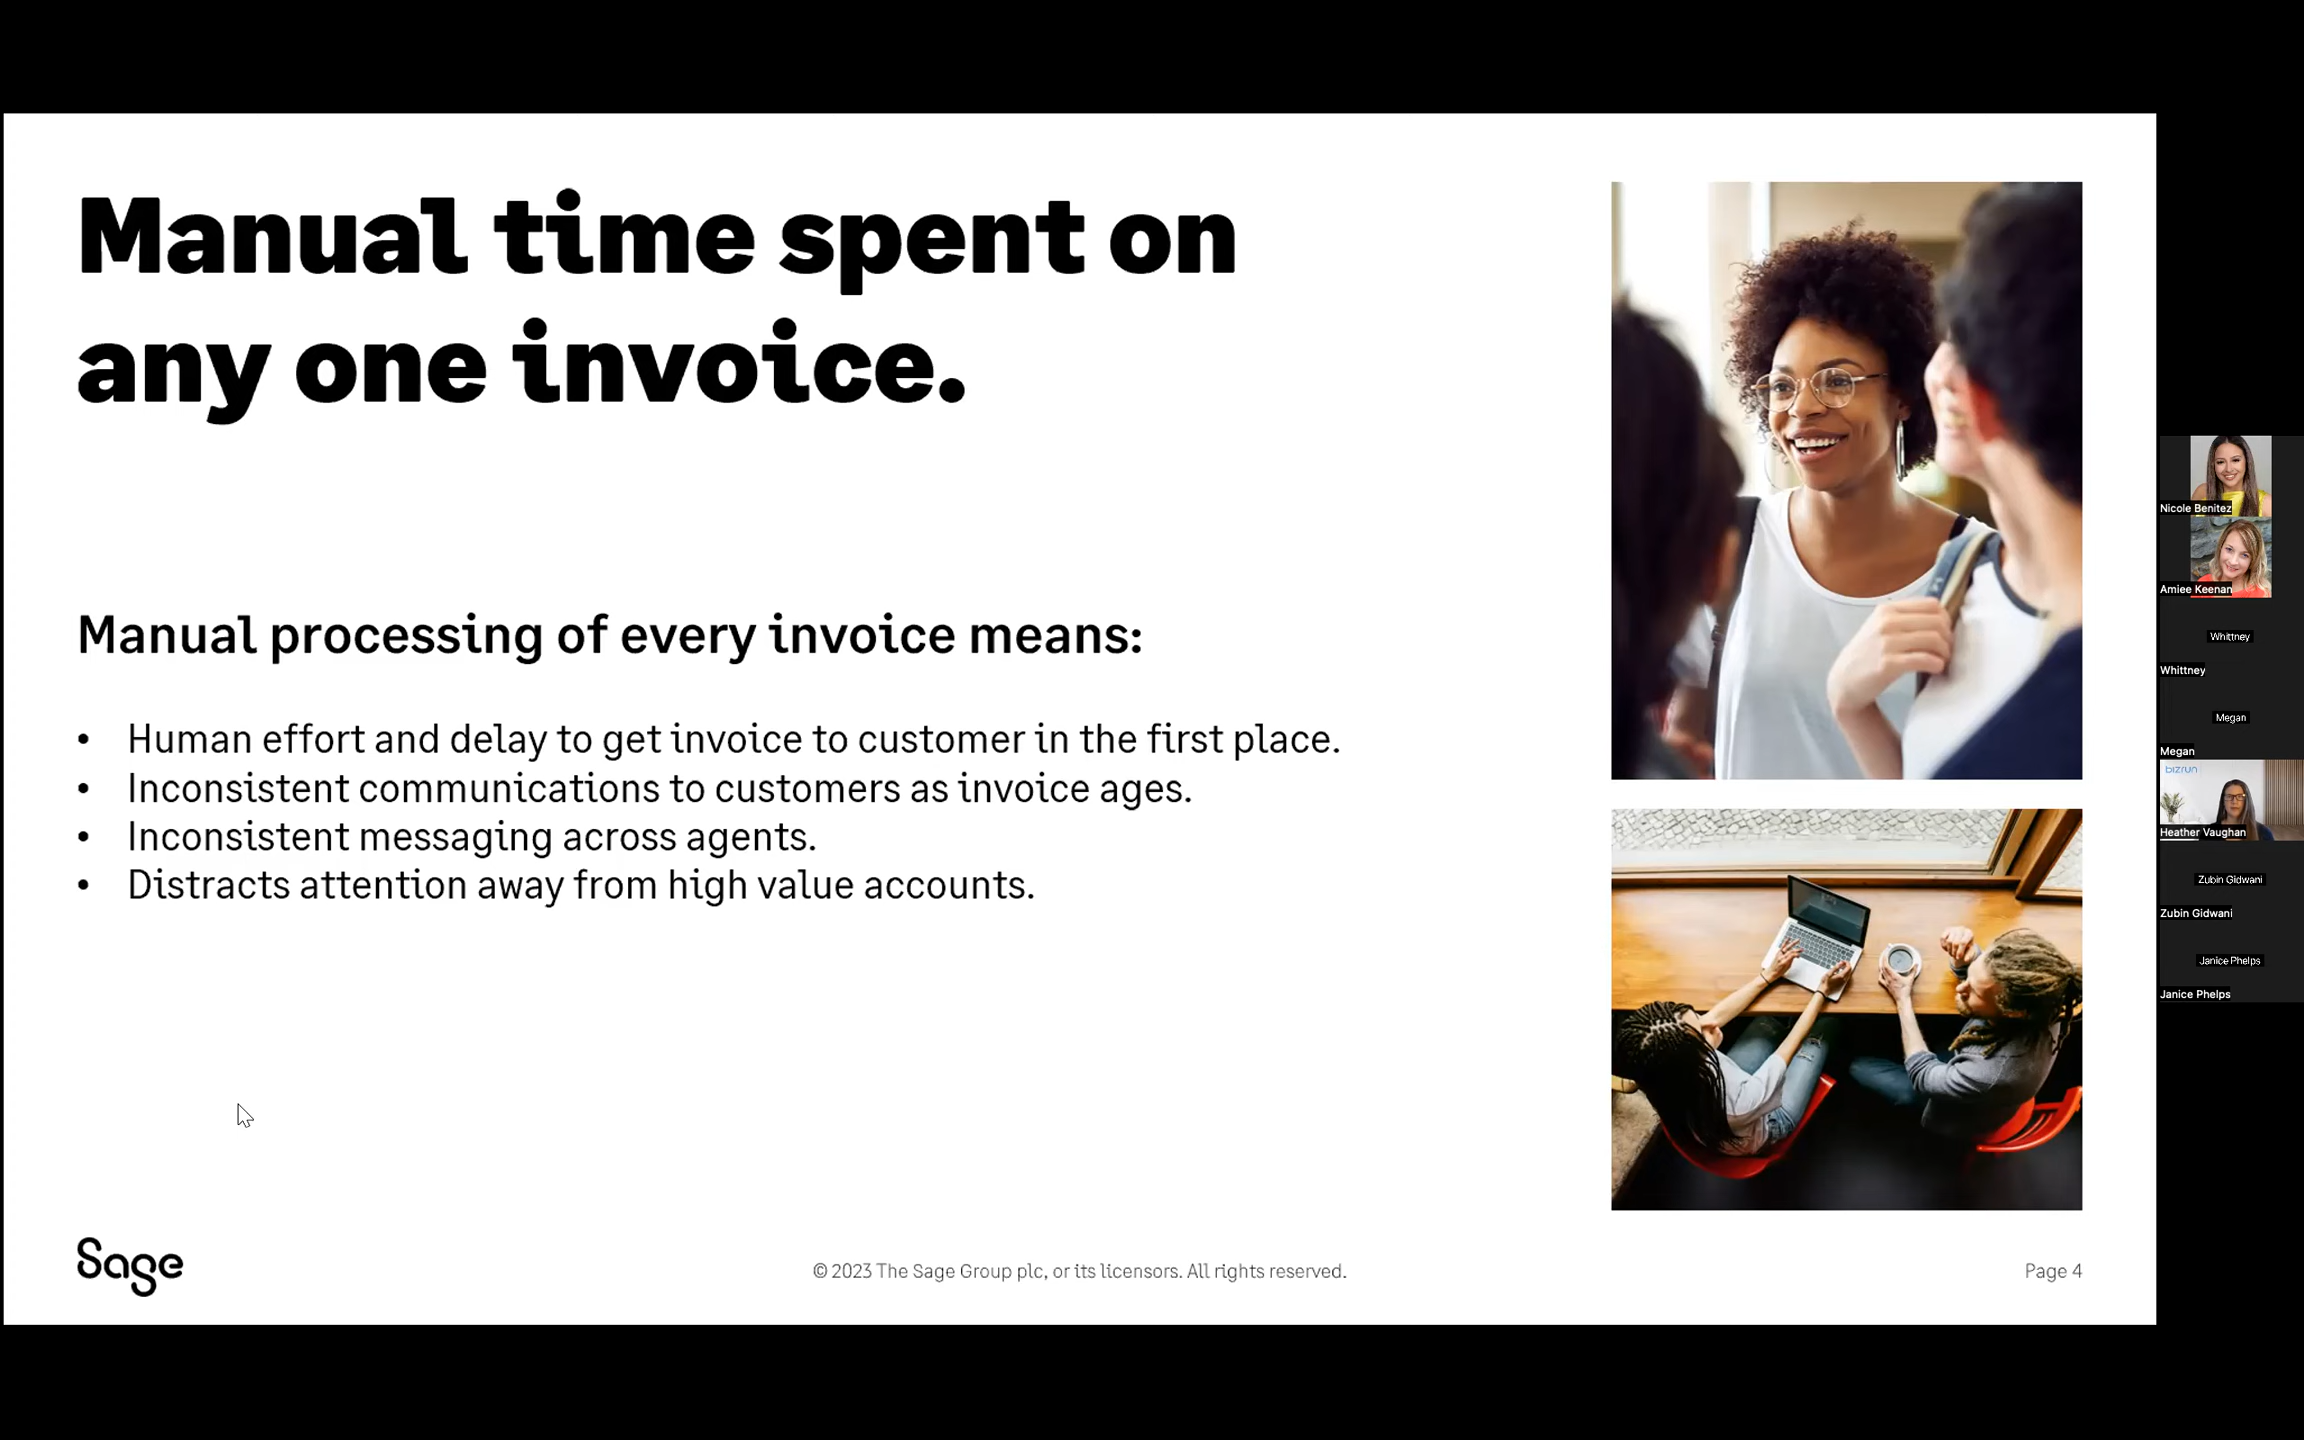 Manual time spent on
any one invoice.
Manual processing of every invoice means:
• Human effort and delay to get invoice to customer in the first place.
• Inconsistent communications to customers as invoice ages.
• Inconsistent messaging across agents.
• Distracts attention away from high value accounts.
Sage
© 2023 The Sage Group plc, or its licensors. All rights reserved.
Page 4
Nicole Benitez
Amiee Keenan
Whittney
Whittney
Megan
Megan
bizrun
Heather Vaughan
Zubin Gidwani
Zubin Gidwani
Janice Phelps
Janice Phelps